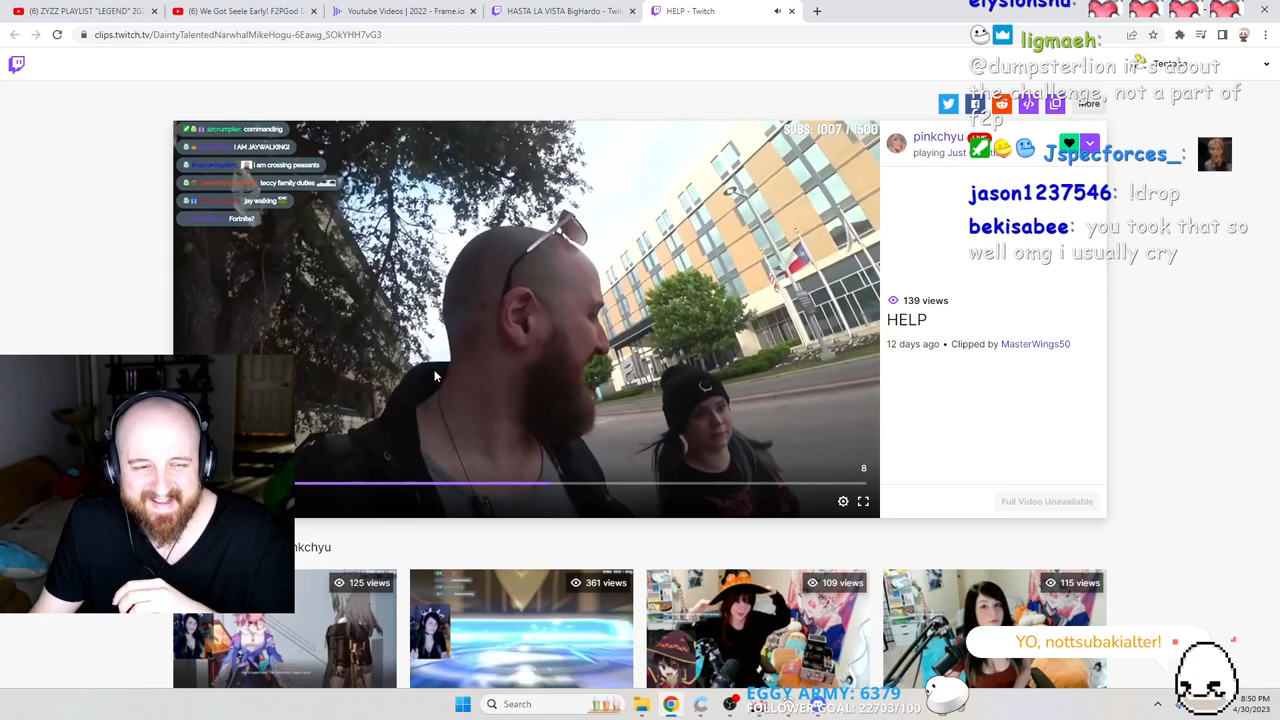 (6) ZYZZ PLAYLIST "LEGEND" 202
(6) We Got Seele Early! F2PGod D
Youtube Videos | 2022 - Frame.io
HASTA LA VISTA BigHardo - Twit
HELP - Twitch
clips.twitch.tv/DaintyTalentedNarwhalMikeHogu-6Eawg_SOkYHH7vG3
ligmaeh:
@dumpsterlion it's about
the challenge, not a part of
f2p
Jspecforces_:
jason1237546: !drop
bekisabee: you took that so
well omg i usually cry
More
sircrumpler: commanding
I AM JAYWALKING!
I am crossing peasants
teccy family duties
jay walking
Fortnite?
SUBS: 1007 / 1500
pinkchyu LIVE
playing Just
139 views
HELP
12 days ago • Clipped by MasterWings50
8
Full Video Unavailable
nkchyu
125 views
361 views
109 views
115 views
YO, nottsubakialter!
EGGY ARMY: 6379
FOLLOWER GOAL: 22703/100
Search
8:50 PM
4/30/2023